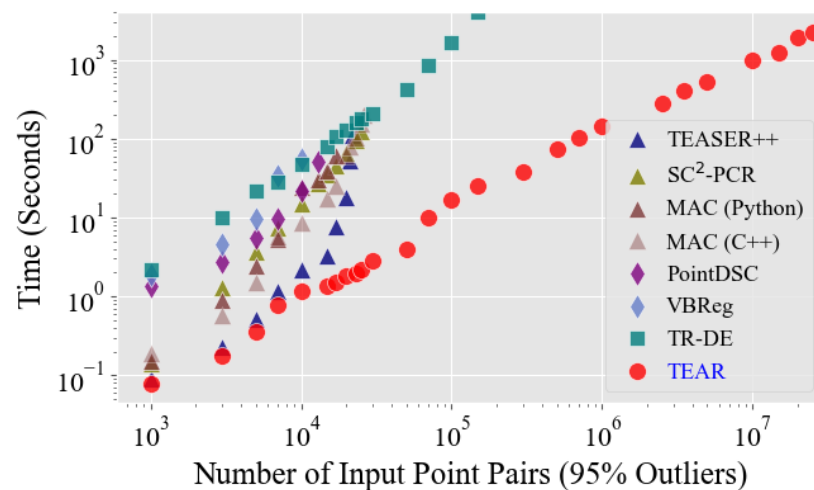 Time (Seconds)
10³
10²
10¹
10⁰
10⁻¹
TEASER++
SC²-PCR
MAC (Python)
MAC (C++)
PointDSC
VBReg
TR-DE
TEAR
10³ 10⁴ 10⁵ 10⁶ 10⁷
Number of Input Point Pairs (95% Outliers)